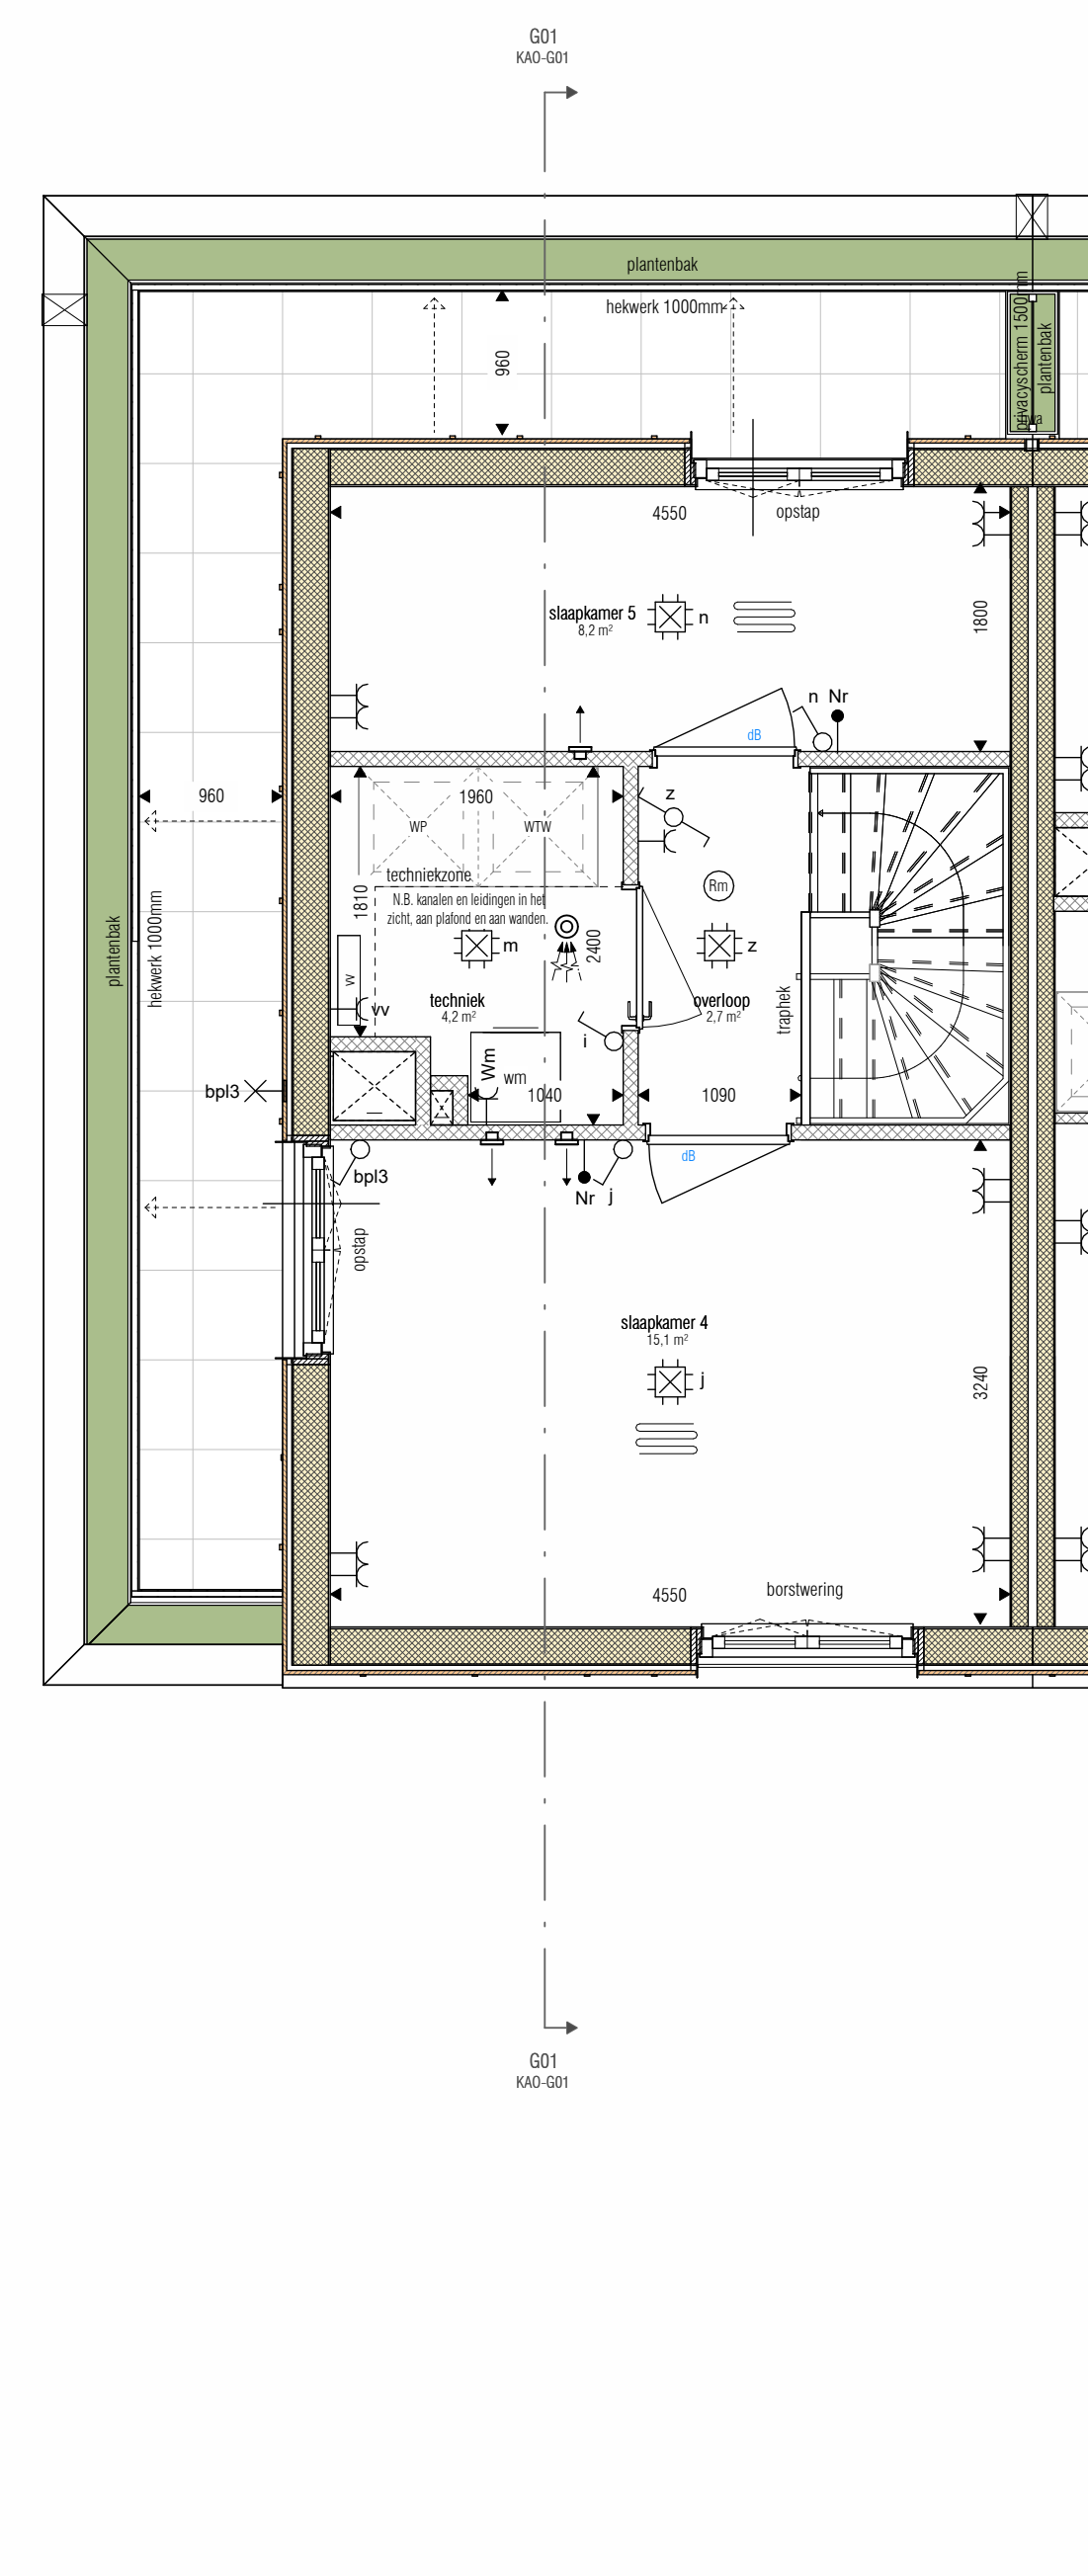 G01
KAO-G01
plantenbak
hekwerk 1000mm
960
privacyscherm 1500mm
plantenbak
4550
opstap
slaapkamer 5
8,2 m²
n
1800
n Nr
dB
960
1960
z
WP
WTW
techniekzone
N.B. kanalen en leidingen in het
zicht, aan plafond en aan wanden.
1810
2400
Rm
m
z
vv
vv
techniek
4,2 m²
overloop
2,7 m²
traphek
plantenbak
hekwerk 1000mm
i
Wm
wm
1040
1090
bpl3
bpl3
dB
Nr j
opstap
slaapkamer 4
15,1 m²
j
3240
4550
borstwering
G01
KAO-G01